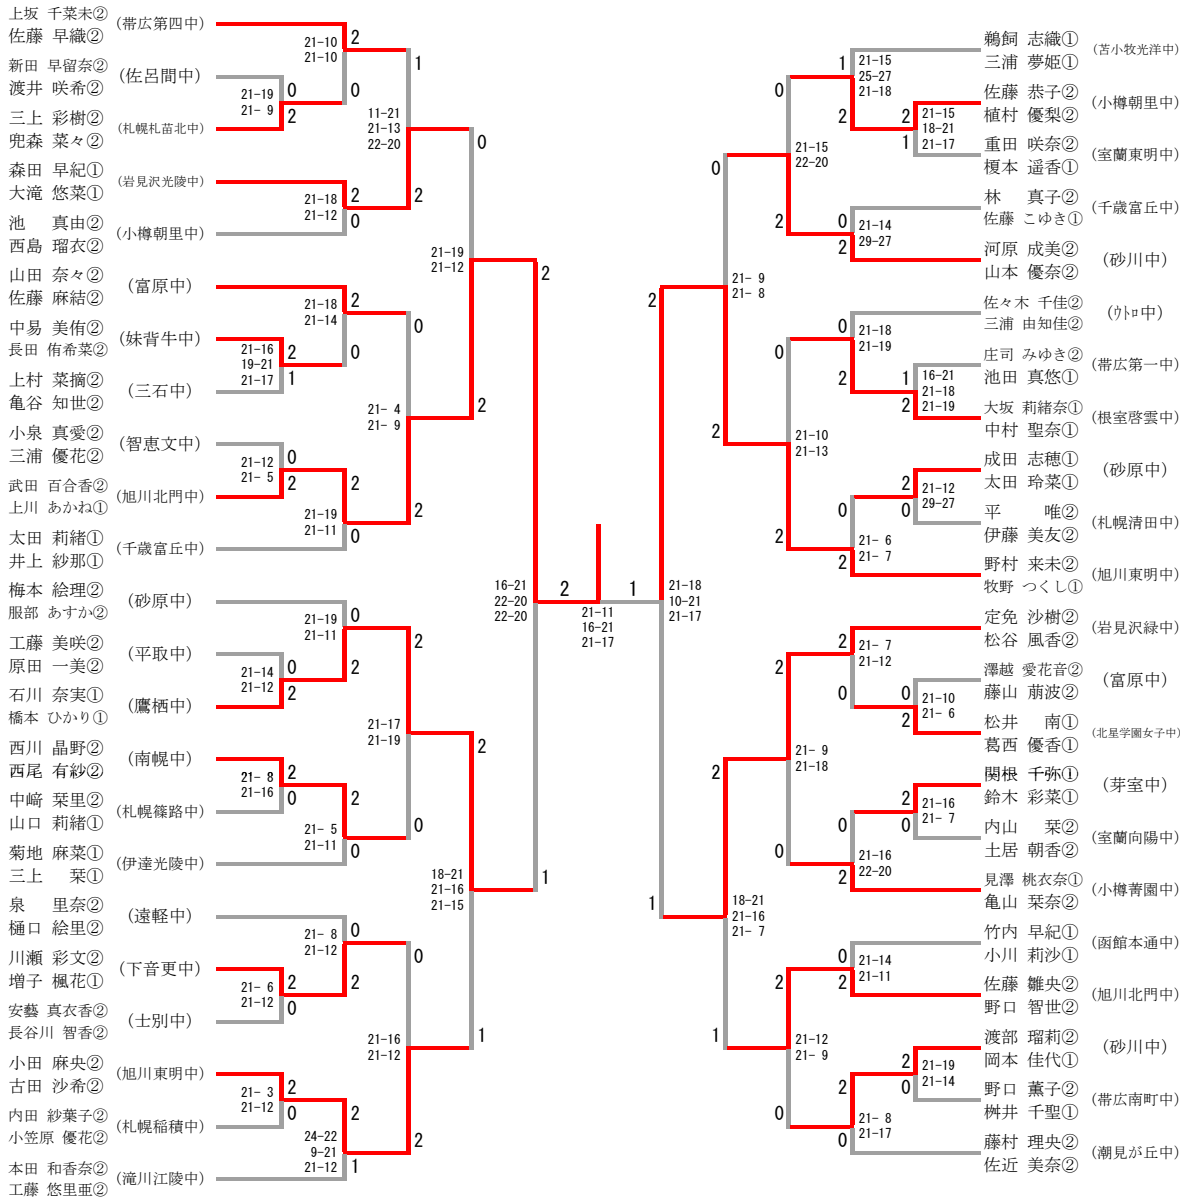 上坂 千菜未②
佐藤 早織②
(帯広第四中)
新田 早留奈②
渡井 咲希②
(佐呂間中)
三上 彩樹②
兜森 菜々②
(札幌札苗北中)
森田 早紀①
大滝 悠菜①
(岩見沢光陵中)
池 真由②
西島 瑠衣②
(小樽朝里中)
山田 奈々②
佐藤 麻結②
(富原中)
中易 美侑②
長田 侑希菜②
(妹背牛中)
上村 菜摘②
亀谷 知世②
(三石中)
小泉 真愛②
三浦 優花②
(智恵文中)
武田 百合香②
上川 あかね①
(旭川北門中)
太田 莉緒①
井上 紗那①
(千歳富丘中)
梅本 絵理②
服部 あすか②
(砂原中)
工藤 美咲②
原田 一美②
(平取中)
石川 奈実①
橋本 ひかり①
(鷹栖中)
西川 晶野②
西尾 有紗②
(南幌中)
中﨑 栞里②
山口 莉緒①
(札幌篠路中)
菊地 麻菜①
三上 栞①
(伊達光陵中)
泉 里奈②
樋口 絵里②
(遠軽中)
川瀬 彩文②
増子 楓花①
(下音更中)
安藝 真衣香②
長谷川 智香②
(士別中)
小田 麻央②
古田 沙希②
(旭川東明中)
内田 紗葉子②
小笠原 優花②
(札幌稲積中)
本田 和香奈②
工藤 悠里亜②
(滝川江陵中)
21-19
21- 9
0
2
21-16
19-21
21-17
2
1
21-12
21- 5
0
2
21-14
21-12
0
2
21- 8
21-16
2
0
21- 6
21-12
2
0
21- 3
21-12
2
0
21-10
21-10
2
0
21-18
21-12
2
0
21-18
21-14
2
0
21-19
21-11
2
0
21-19
21-11
0
2
21- 5
21-11
2
0
21- 8
21-12
0
2
24-22
9-21
21-12
2
1
11-21
21-13
22-20
1
2
21- 4
21- 9
0
2
21-17
21-19
2
0
21-16
21-12
0
2
21-19
21-12
0
2
18-21
21-16
21-15
2
1
16-21
22-20
22-20
2
1
2
1
21-11
16-21
21-17
21-18
10-21
21-17
2
1
21- 9
21- 8
0
2
18-21
21-16
21- 7
2
1
21-15
22-20
0
2
21-10
21-13
0
2
21- 9
21-18
2
0
21-12
21- 9
2
0
21-15
25-27
21-18
1
2
21-14
29-27
0
2
21-18
21-19
0
2
21- 6
21- 7
0
2
21- 7
21-12
2
0
21-16
22-20
0
2
21-14
21-11
0
2
21- 8
21-17
2
0
21-15
18-21
21-17
2
1
16-21
21-18
21-19
1
2
21-12
29-27
2
0
21-10
21- 6
0
2
21-16
21- 7
2
0
21-19
21-14
2
0
鵜飼 志織①
三浦 夢姫①
(苫小牧光洋中)
佐藤 恭子②
植村 優梨②
(小樽朝里中)
重田 咲奈②
榎本 遥香①
(室蘭東明中)
林 真子②
佐藤 こゆき①
(千歳富丘中)
河原 成美②
山本 優奈②
(砂川中)
佐々木 千佳②
三浦 由知佳②
(ｳﾄﾛ中)
庄司 みゆき②
池田 真悠①
(帯広第一中)
大坂 莉緒奈①
中村 聖奈①
(根室啓雲中)
成田 志穂①
太田 玲菜①
(砂原中)
平 唯②
伊藤 美友②
(札幌清田中)
野村 来未②
牧野 つくし①
(旭川東明中)
定免 沙樹②
松谷 風香②
(岩見沢緑中)
澤越 愛花音②
藤山 萠波②
(富原中)
松井 南①
葛西 優香①
(北星学園女子中)
関根 千弥①
鈴木 彩菜①
(芽室中)
内山 栞②
土居 朝香②
(室蘭向陽中)
見澤 桃衣奈①
亀山 栞奈②
(小樽菁園中)
竹内 早紀①
小川 莉沙①
(函館本通中)
佐藤 雛央②
野口 智世②
(旭川北門中)
渡部 瑠莉②
岡本 佳代①
(砂川中)
野口 薫子②
桝井 千聖①
(帯広南町中)
藤村 理央②
佐近 美奈②
(潮見が丘中)